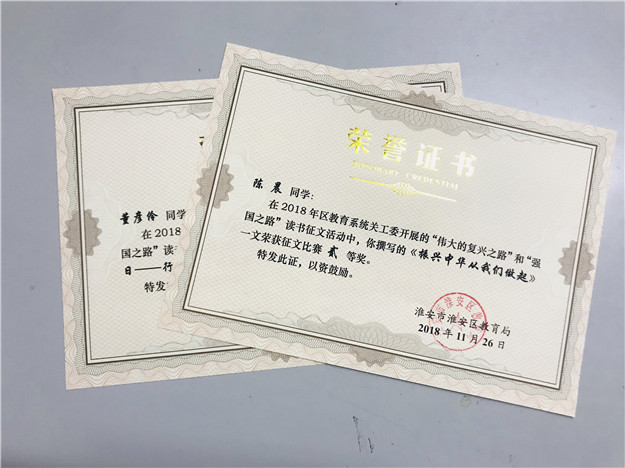 荣誉证书
HONORARY CREDENTIAL
陈晨 同学:
在2018年区教育系统关工委开展的“伟大的复兴之路”和“强
国之路”读书征文活动中,你撰写的《振兴中华从我们做起》
一文荣获征文比赛 贰 等奖。
特发此证,以资鼓励。
淮安市淮安区教育局
2018年11月26日
董彦伶 同学
在2018
国之路”读
日——行
特发